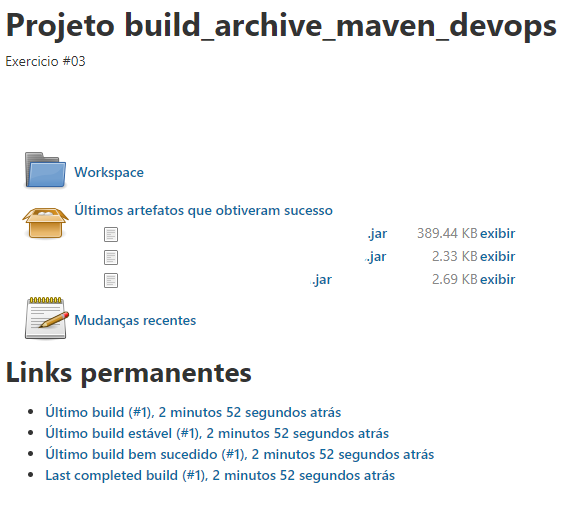 Projeto build_archive_maven_devops
Exercicio #03
Workspace
Últimos artefatos que obtiveram sucesso
.jar 389.44 KB exibir
.jar 2.33 KB exibir
.jar 2.69 KB exibir
Mudanças recentes
Links permanentes
Último build (#1), 2 minutos 52 segundos atrás
Último build estável (#1), 2 minutos 52 segundos atrás
Último build bem sucedido (#1), 2 minutos 52 segundos atrás
Last completed build (#1), 2 minutos 52 segundos atrás